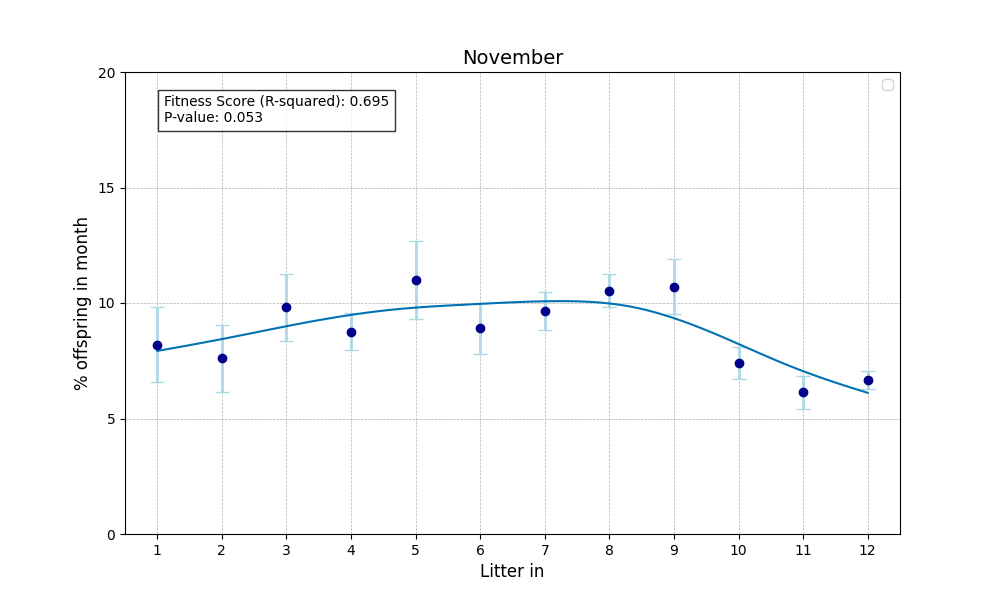 November
20
Fitness Score (R-squared): 0.695
P-value: 0.053
15
10
5
0
% offspring in month
1 2 3 4 5 6 7 8 9 10 11 12
Litter in